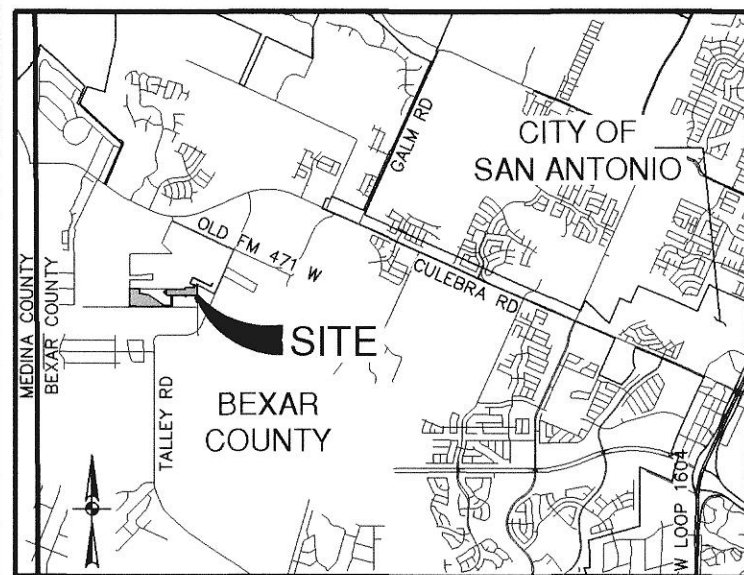 CITY OF
SAN ANTONIO
GALM RD
OLD FM 471 W
CULEBRA RD
MEDINA COUNTY
BEXAR COUNTY
SITE
BEXAR
COUNTY
TALLEY RD
W LOOP 1604